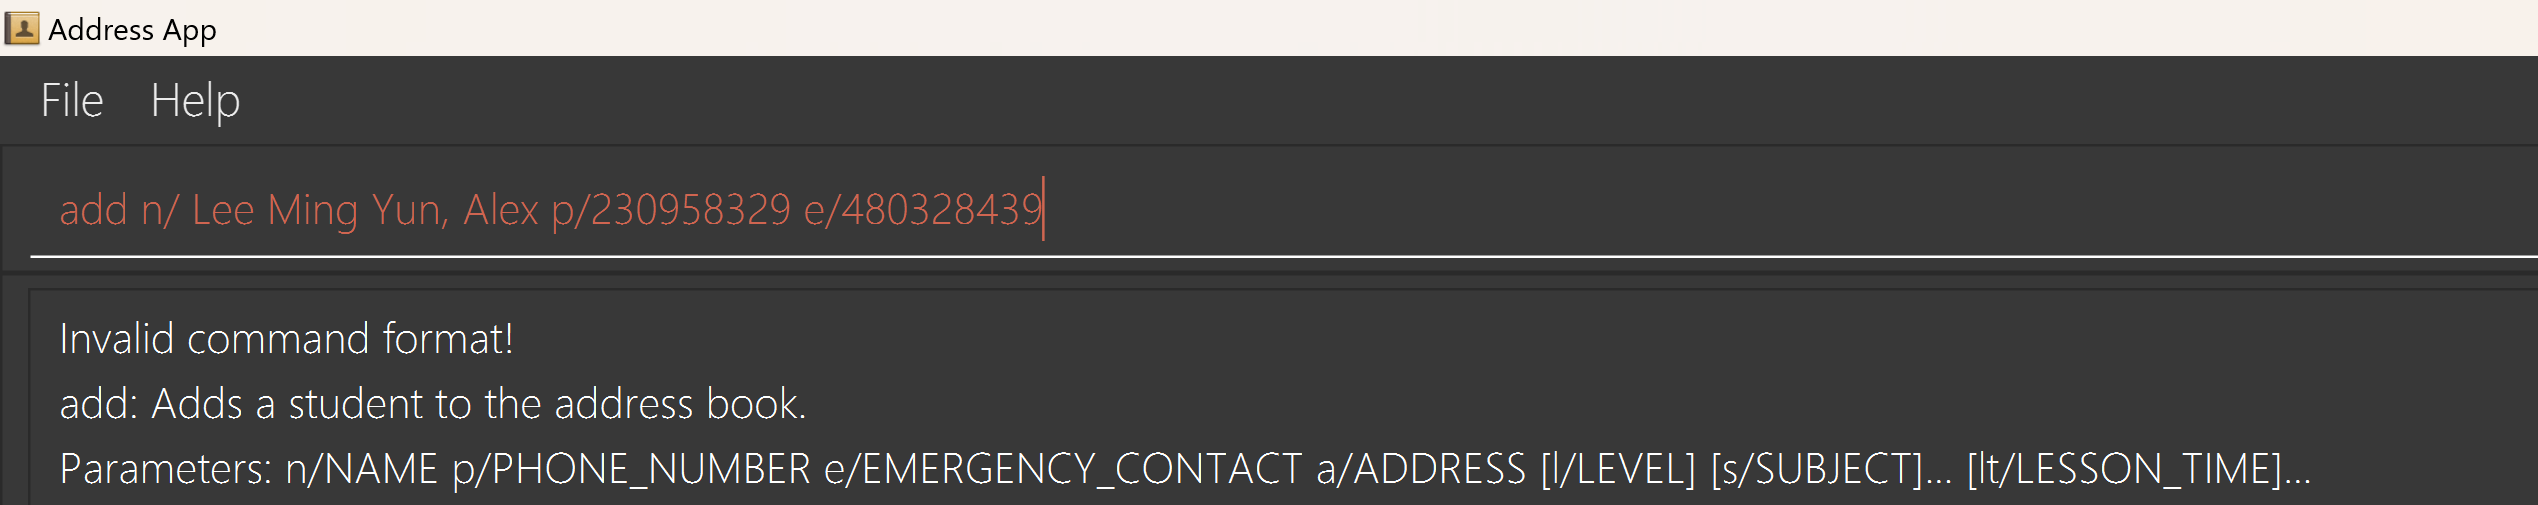 Address App
File Help
add n/ Lee Ming Yun, Alex p/230958329 e/480328439
Invalid command format!
add: Adds a student to the address book.
Parameters: n/NAME p/PHONE_NUMBER e/EMERGENCY_CONTACT a/ADDRESS [l/LEVEL] [s/SUBJECT]... [lt/LESSON_TIME]...